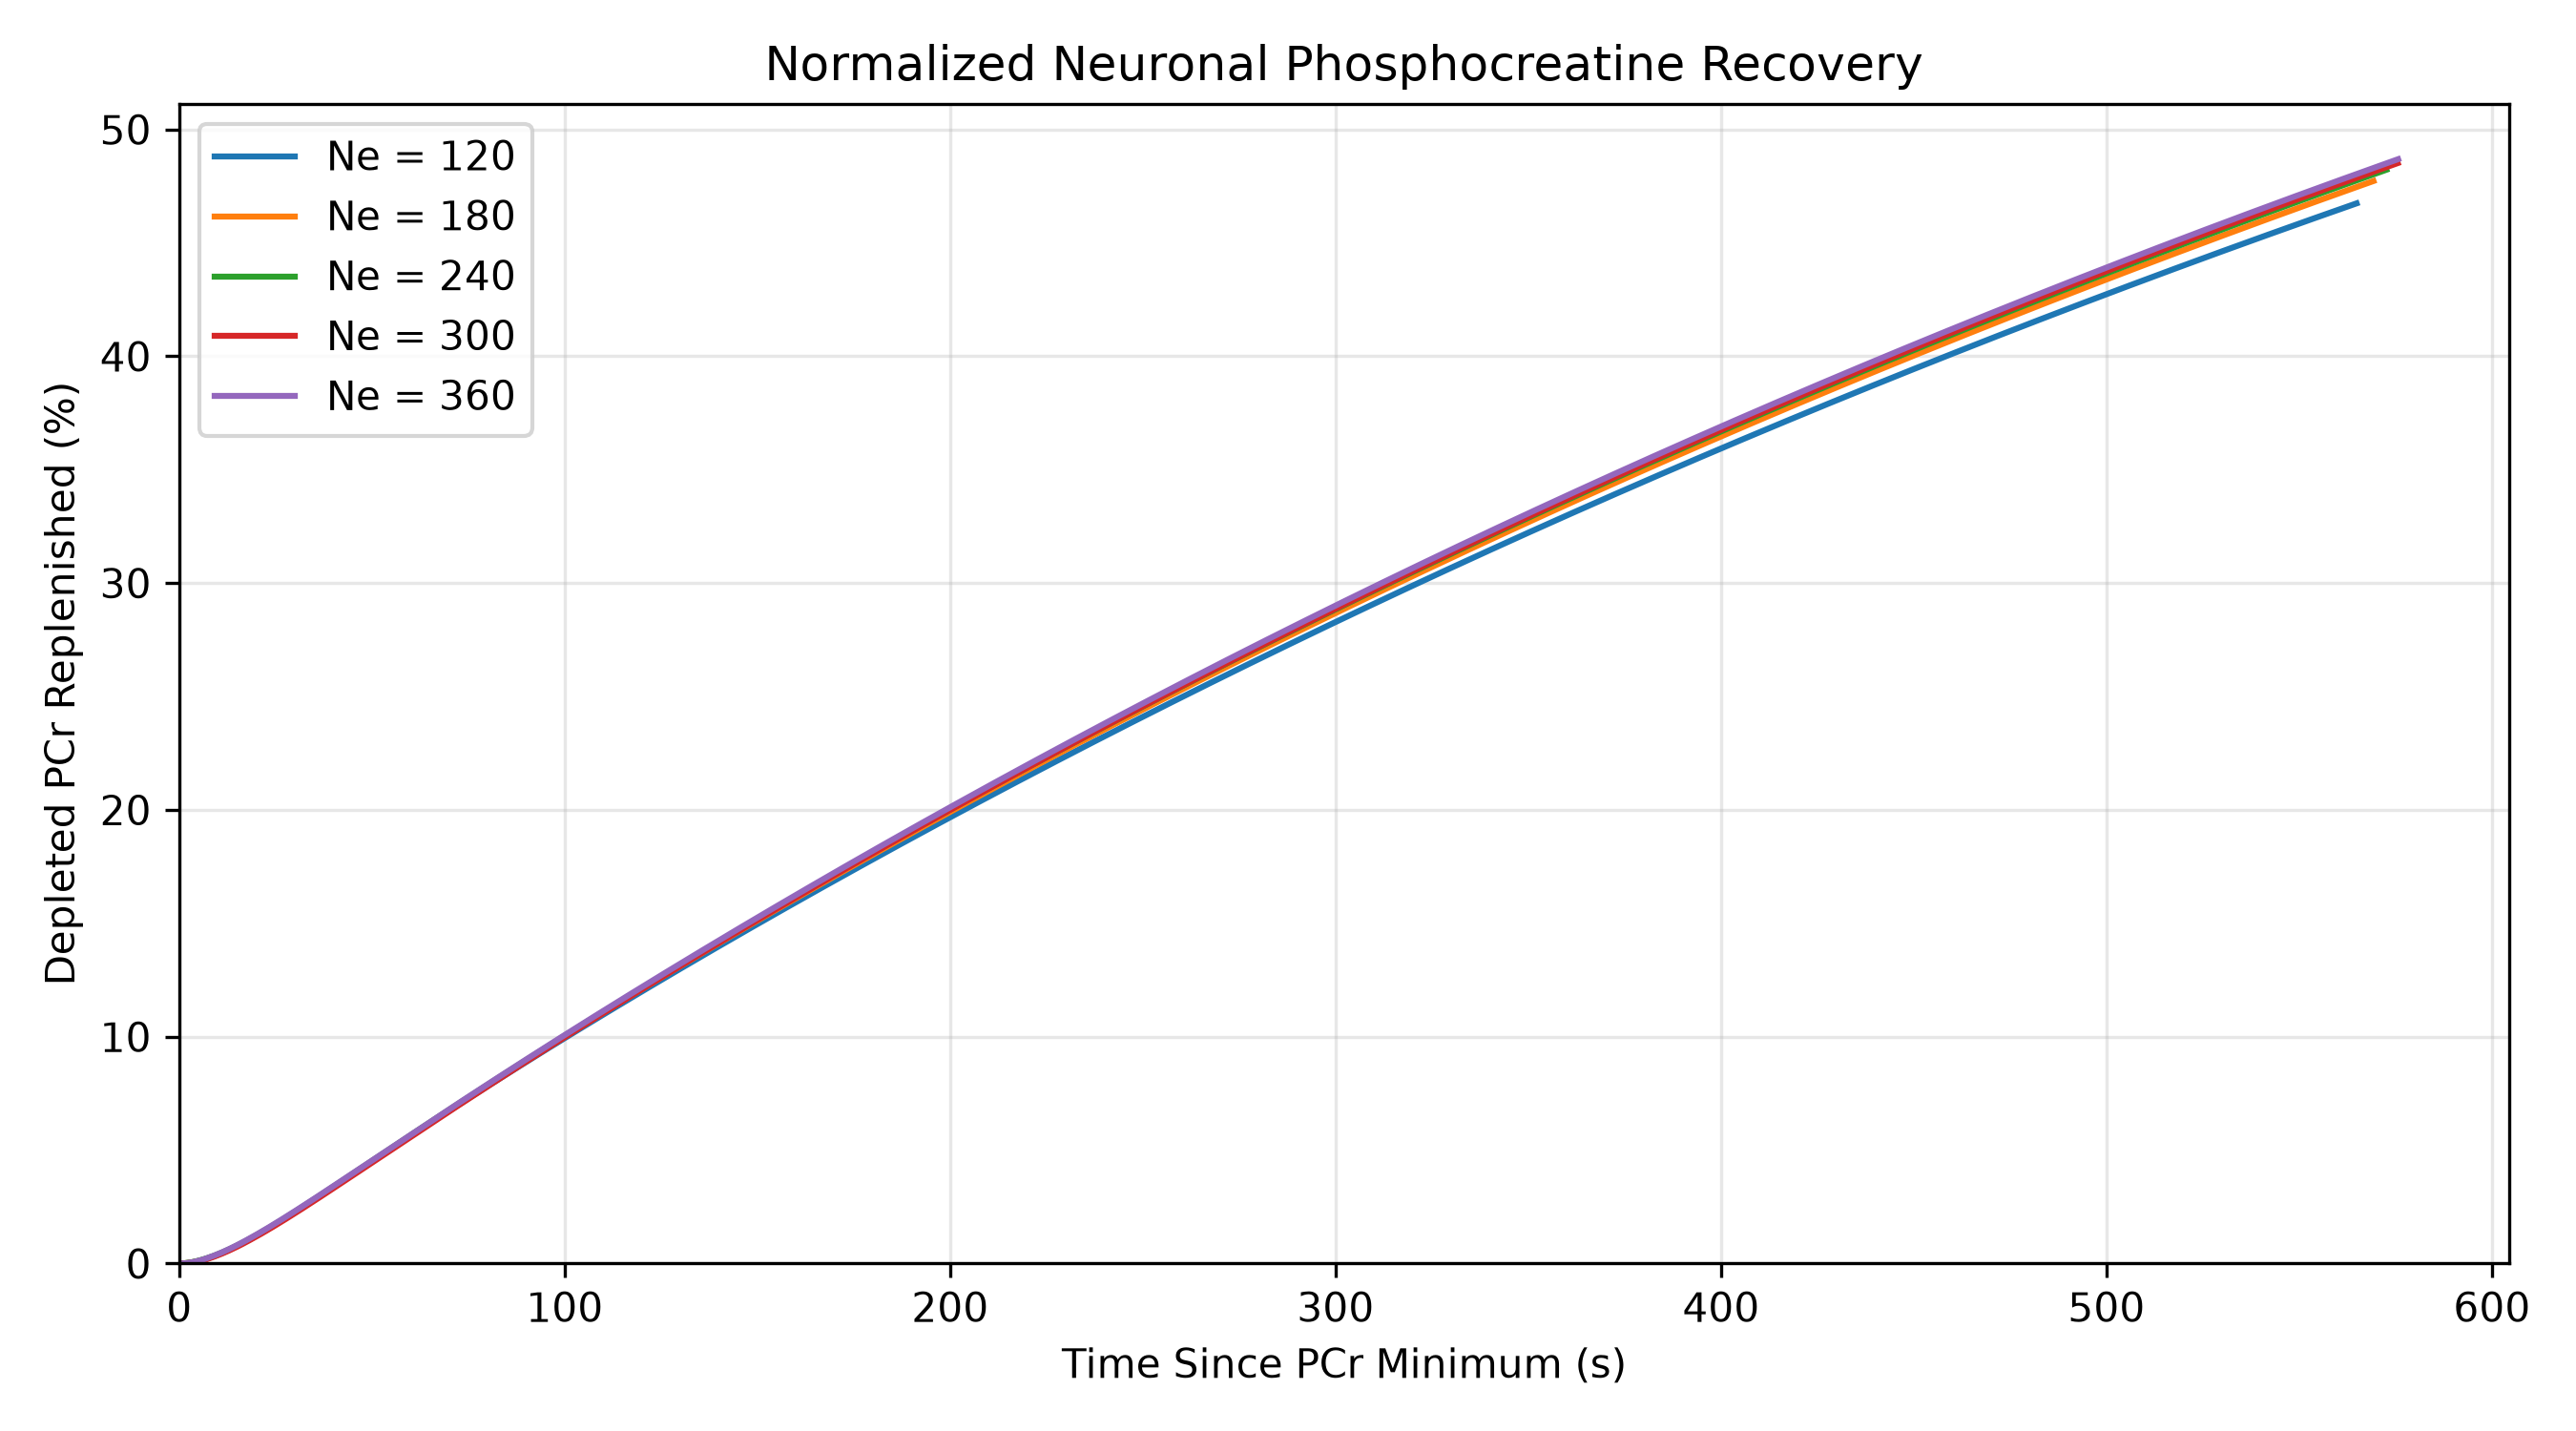 Normalized Neuronal Phosphocreatine Recovery
50
40
30
20
10
0
Depleted PCr Replenished (%)
Ne = 120
Ne = 180
Ne = 240
Ne = 300
Ne = 360
0 100 200 300 400 500 600
Time Since PCr Minimum (s)